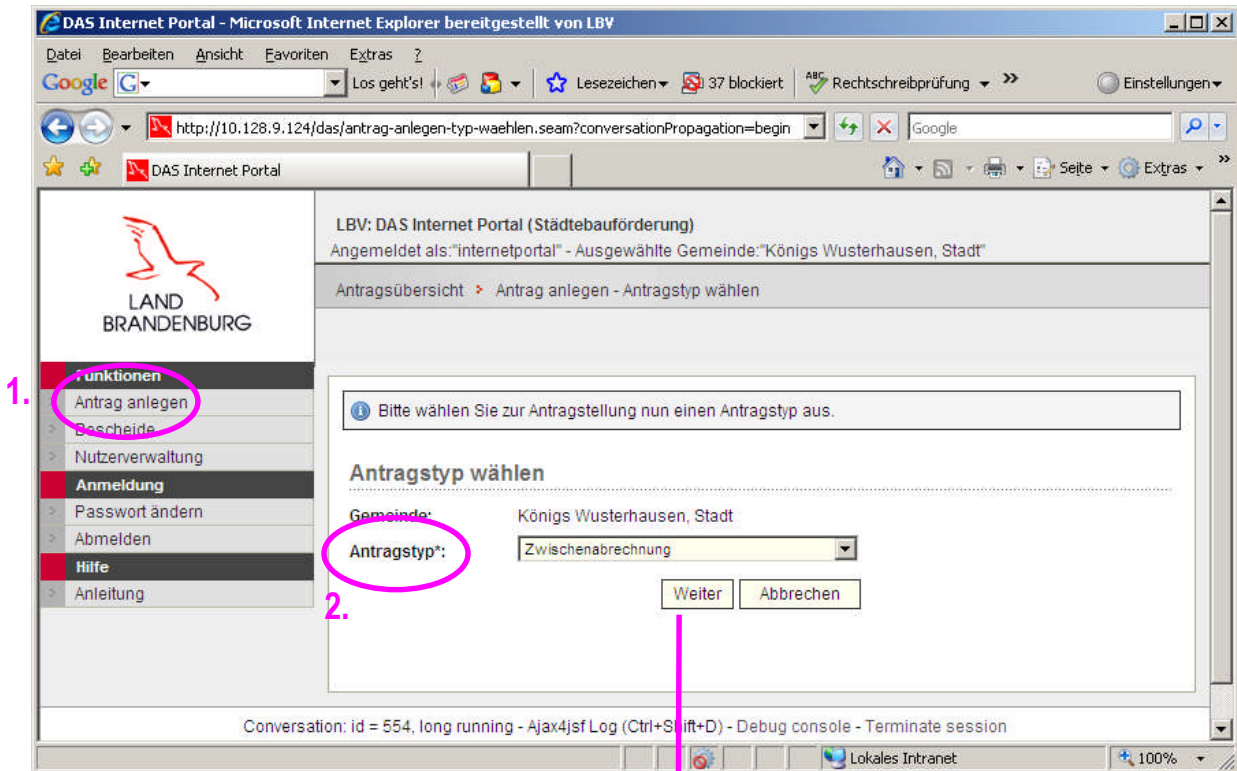 DAS Internet Portal - Microsoft Internet Explorer bereitgestellt von LBV
Datei Bearbeiten Ansicht Favoriten Extras ?
Google G Los geht's! Lesezeichen 37 blockiert ABC Rechtschreibprüfung » Einstellungen
http://10.128.9.124/das/antrag-anlegen-typ-waehlen.seam?conversationPropagation=begin Google
DAS Internet Portal Seite Extras »
LAND
BRANDENBURG
LBV: DAS Internet Portal (Städtebauförderung)
Angemeldet als:"internetportal" - Ausgewählte Gemeinde:"Königs Wusterhausen, Stadt"
Antragsübersicht Antrag anlegen - Antragstyp wählen
1.
Funktionen
Antrag anlegen
Bescheide
Nutzerverwaltung
Anmeldung
Passwort ändern
Abmelden
Hilfe
Anleitung
Bitte wählen Sie zur Antragstellung nun einen Antragstyp aus.
Antragstyp wählen
Gemeinde: Königs Wusterhausen, Stadt
Antragstyp*: Zwischenabrechnung
2.
Weiter Abbrechen
Conversation: id = 554, long running - Ajax4jsf Log (Ctrl+Shift+D) - Debug console - Terminate session
Lokales Intranet 100%